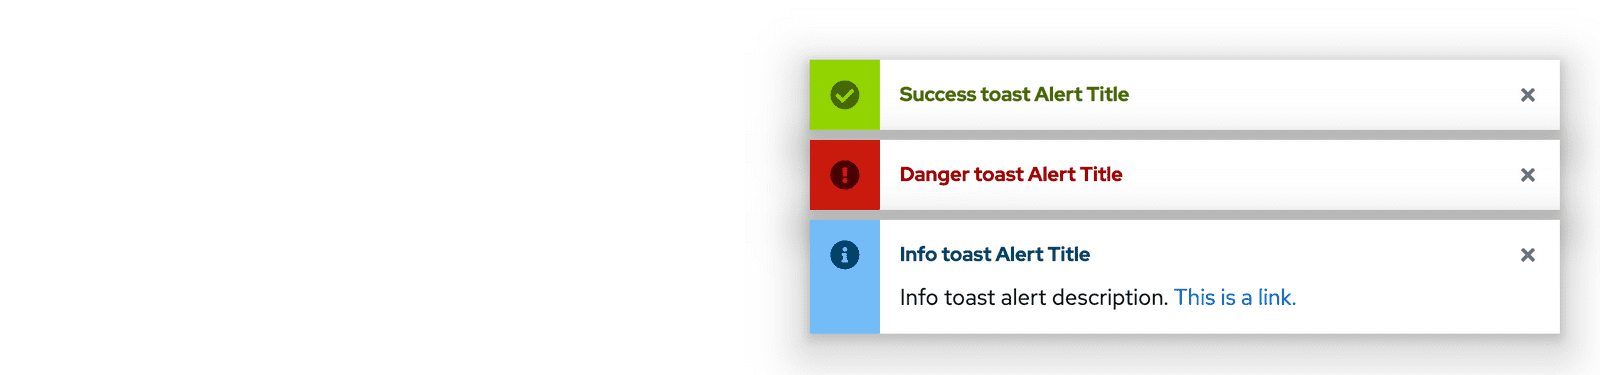 Success toast Alert Title
Danger toast Alert Title
Info toast Alert Title
Info toast alert description. This is a link.